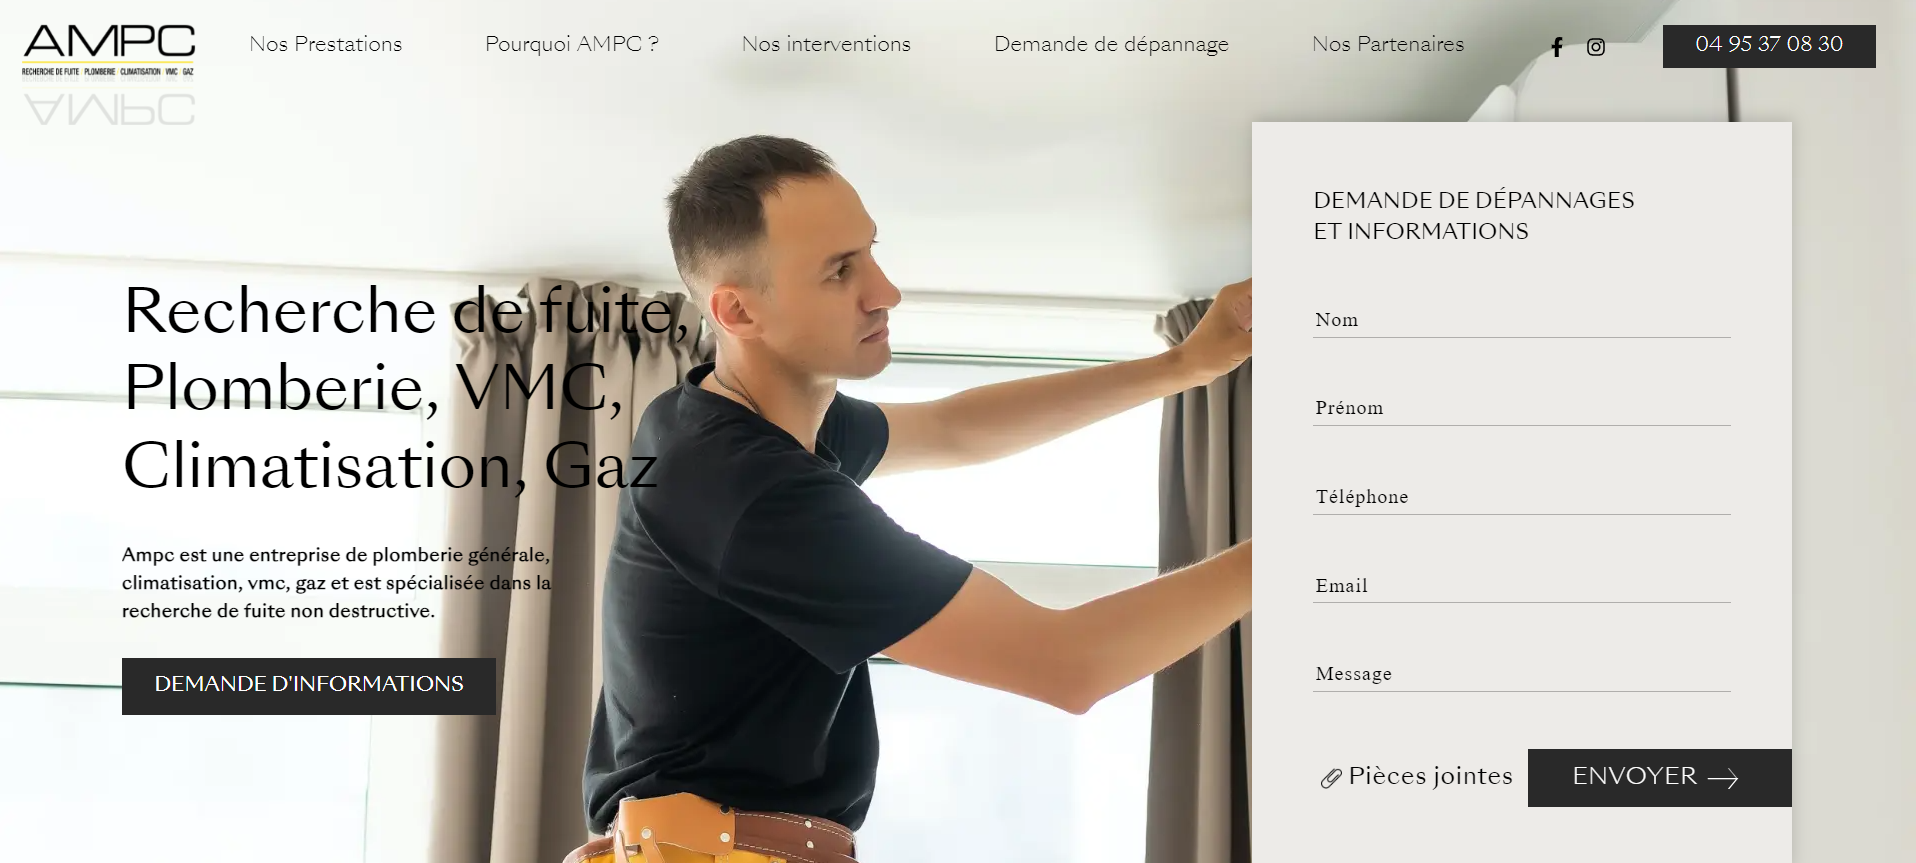 AMPC
RECHERCHE DE FUITE PLOMBERIE CLIMATISATION VMC GAZ
Nos Prestations
Pourquoi AMPC ?
Nos interventions
Demande de dépannage
Nos Partenaires
04 95 37 08 30
Recherche de fuite,
Plomberie, VMC,
Climatisation, Gaz
Ampc est une entreprise de plomberie générale,
climatisation, vmc, gaz et est spécialisée dans la
recherche de fuite non destructive.
DEMANDE D'INFORMATIONS
DEMANDE DE DÉPANNAGES
ET INFORMATIONS
Nom
Prénom
Téléphone
Email
Message
Pièces jointes
ENVOYER